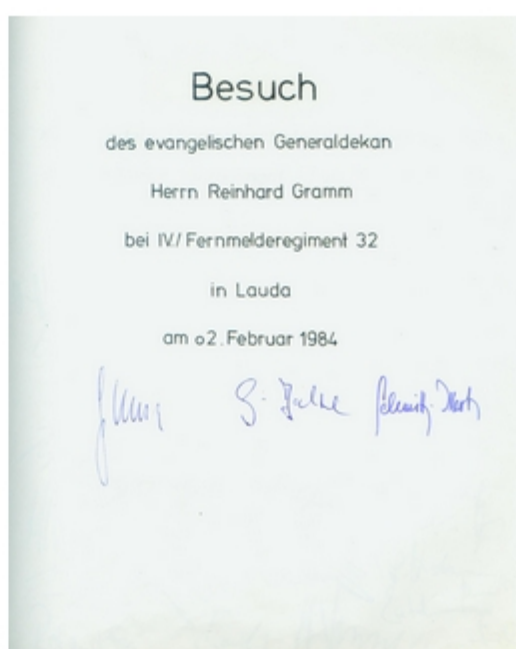 Besuch
des evangelischen Generaldekan
Herrn Reinhard Gramm
bei IV/Fernmelderegiment 32
in Lauda
am o2.Februar 1984